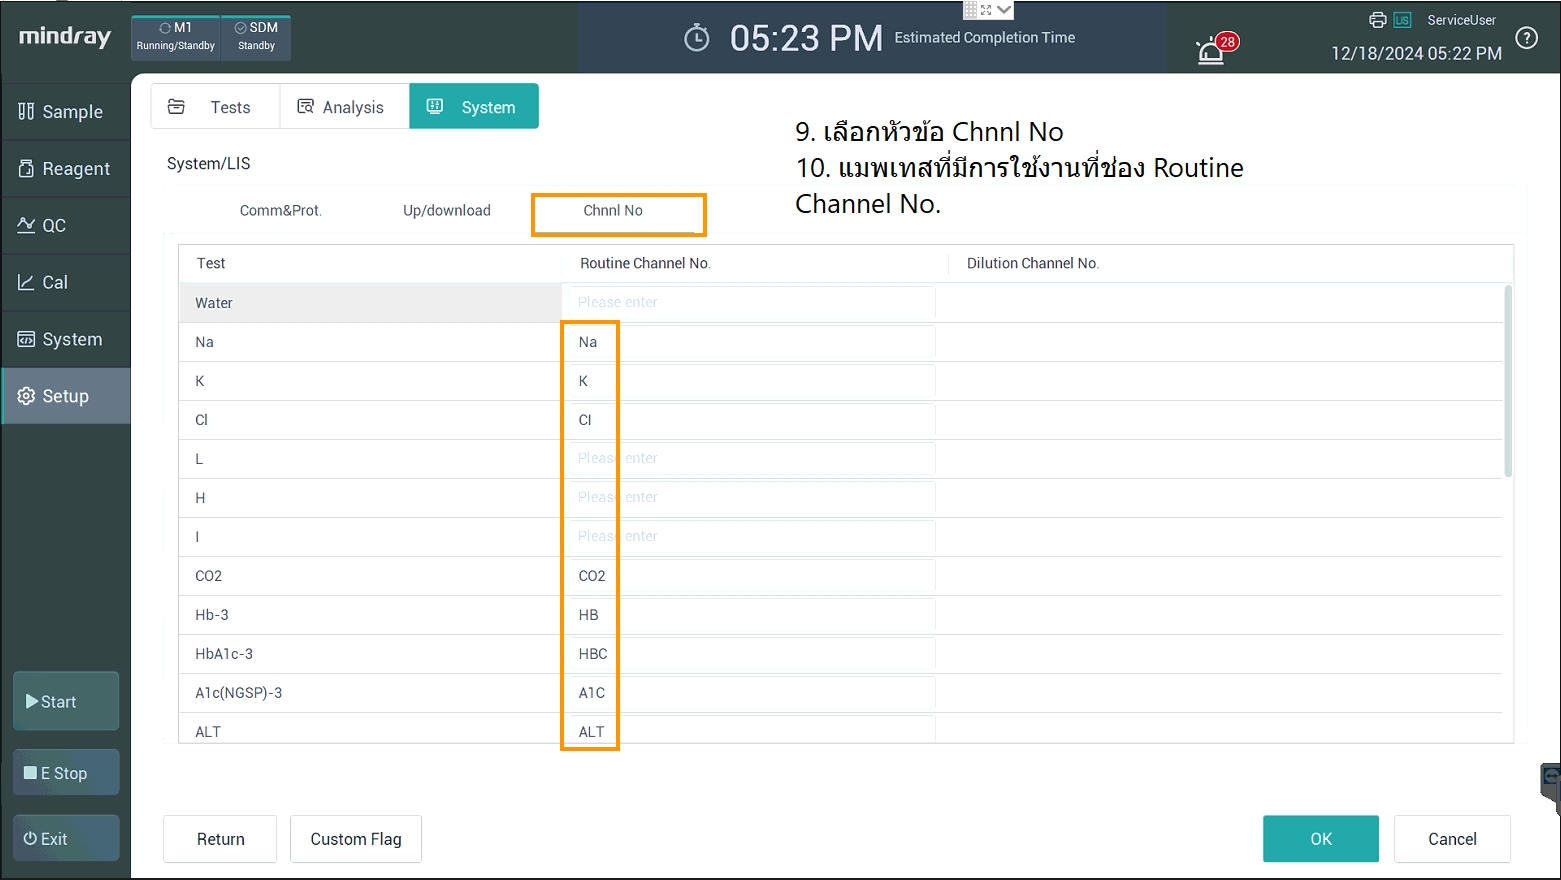 mindray
M1
Running/Standby
SDM
Standby
05:23 PM Estimated Completion Time
28
LIS
ServiceUser
12/18/2024 05:22 PM
?
Sample
Reagent
QC
Cal
System
Setup
Start
E Stop
Exit
Tests
Analysis
System
9. เลือกหัวข้อ Chnnl No
10. แมพเทสที่มีการใช้งานที่ช่อง Routine
Channel No.
System/LIS
Comm&Prot.
Up/download
Chnnl No
Test Routine Channel No. Dilution Channel No.
Water Please enter
Na Na
K K
Cl Cl
L Please enter
H Please enter
I Please enter
CO2 CO2
Hb-3 HB
HbA1c-3 HBC
A1c(NGSP)-3 A1C
ALT ALT
Return
Custom Flag
OK
Cancel